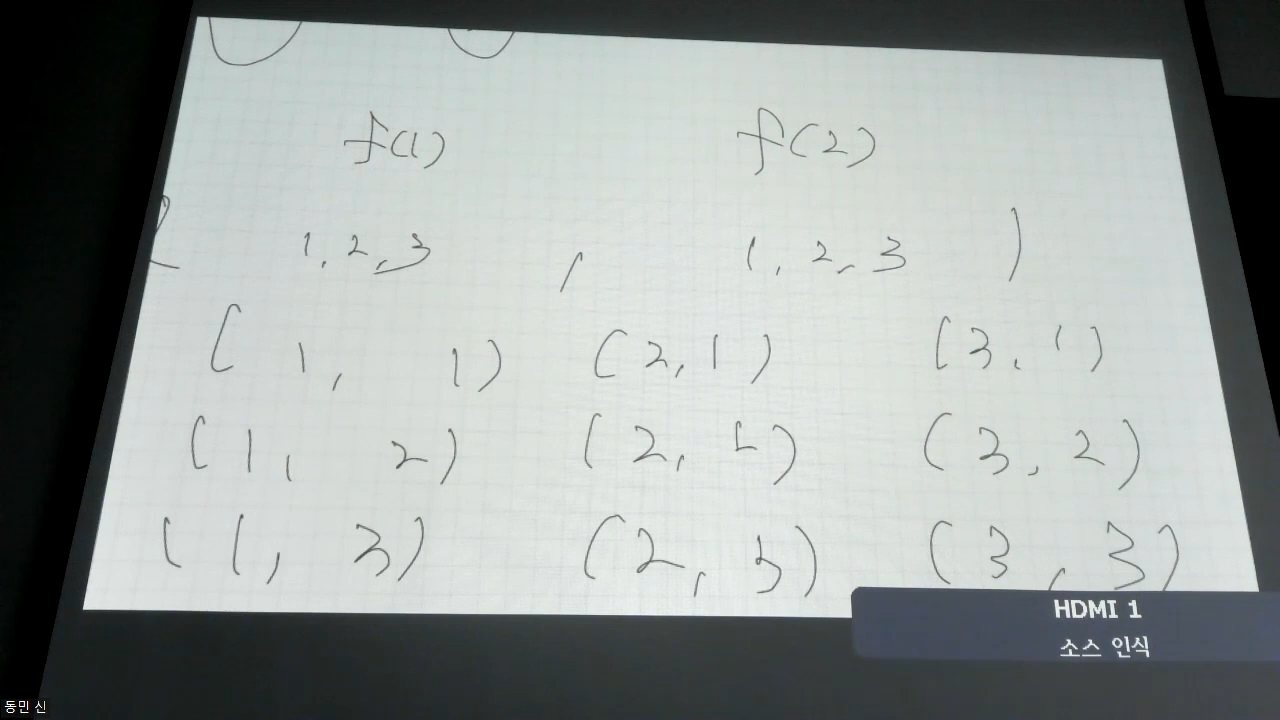 f(1) f(2)
( 1, 2, 3 , 1, 2, 3 )
( 1, 1) (2, 1) (3, 1)
(1, 2) (2, 2) (3, 2)
(1, 3) (2, 3) (3, 3)
HDMI 1
소스 인식
동민 신